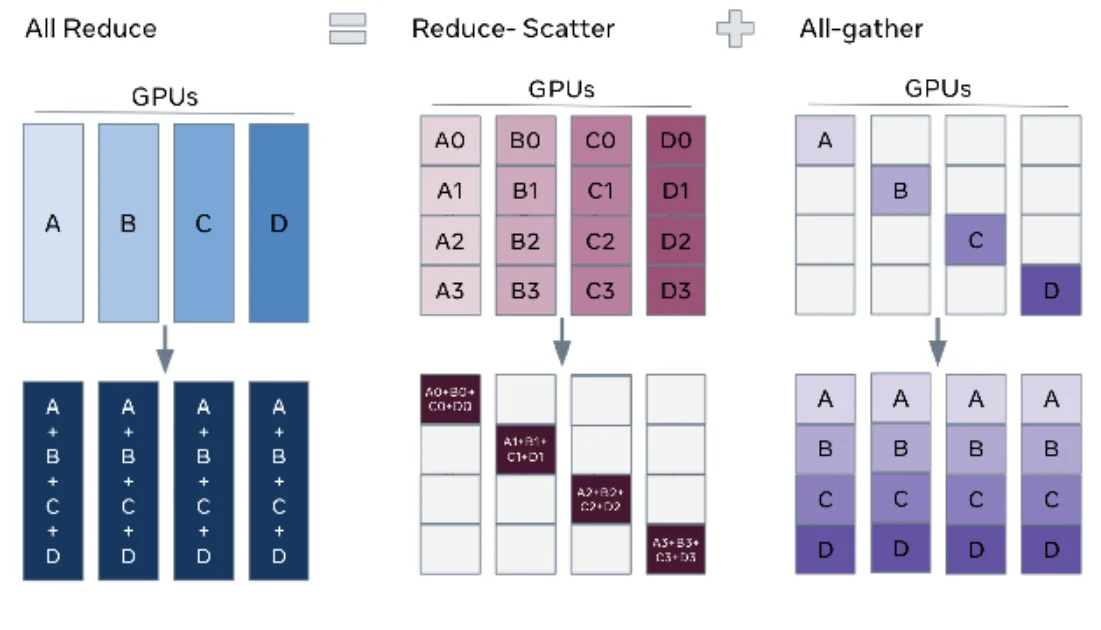 All Reduce
Reduce- Scatter
All-gather
GPUs
A B C D
A A A A
+ + + +
B B B B
+ + + +
C C C C
+ + + +
D D D D
GPUs
A0 B0 C0 D0
A1 B1 C1 D1
A2 B2 C2 D2
A3 B3 C3 D3
A0+B0+
C0+D0
A1+B1+
C1+D1
A2+B2+
C2+D2
A3+B3+
C3+D3
GPUs
A
B
C
D
A A A A
B B B B
C C C C
D D D D